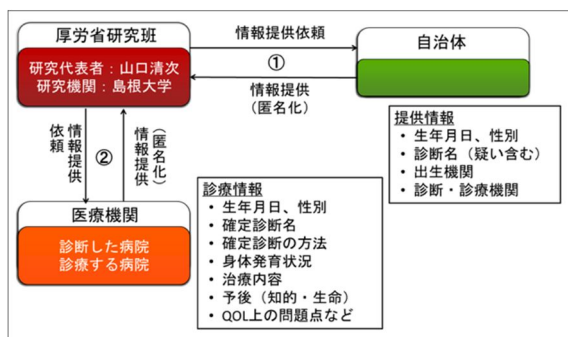 厚労省研究班
研究代表者：山口清次
研究機関：島根大学
情報提供依頼
①
情報提供
（匿名化）
自治体
提供情報
• 生年月日、性別
• 診断名（疑い含む）
• 出生機関
• 診断・診療機関
情報提供
依頼
②
情報提供
（匿名化）
医療機関
診断した病院
診療する病院
診療情報
• 生年月日、性別
• 確定診断名
• 確定診断の方法
• 身体発育状況
• 治療内容
• 予後（知的・生命）
• QOL上の問題点など